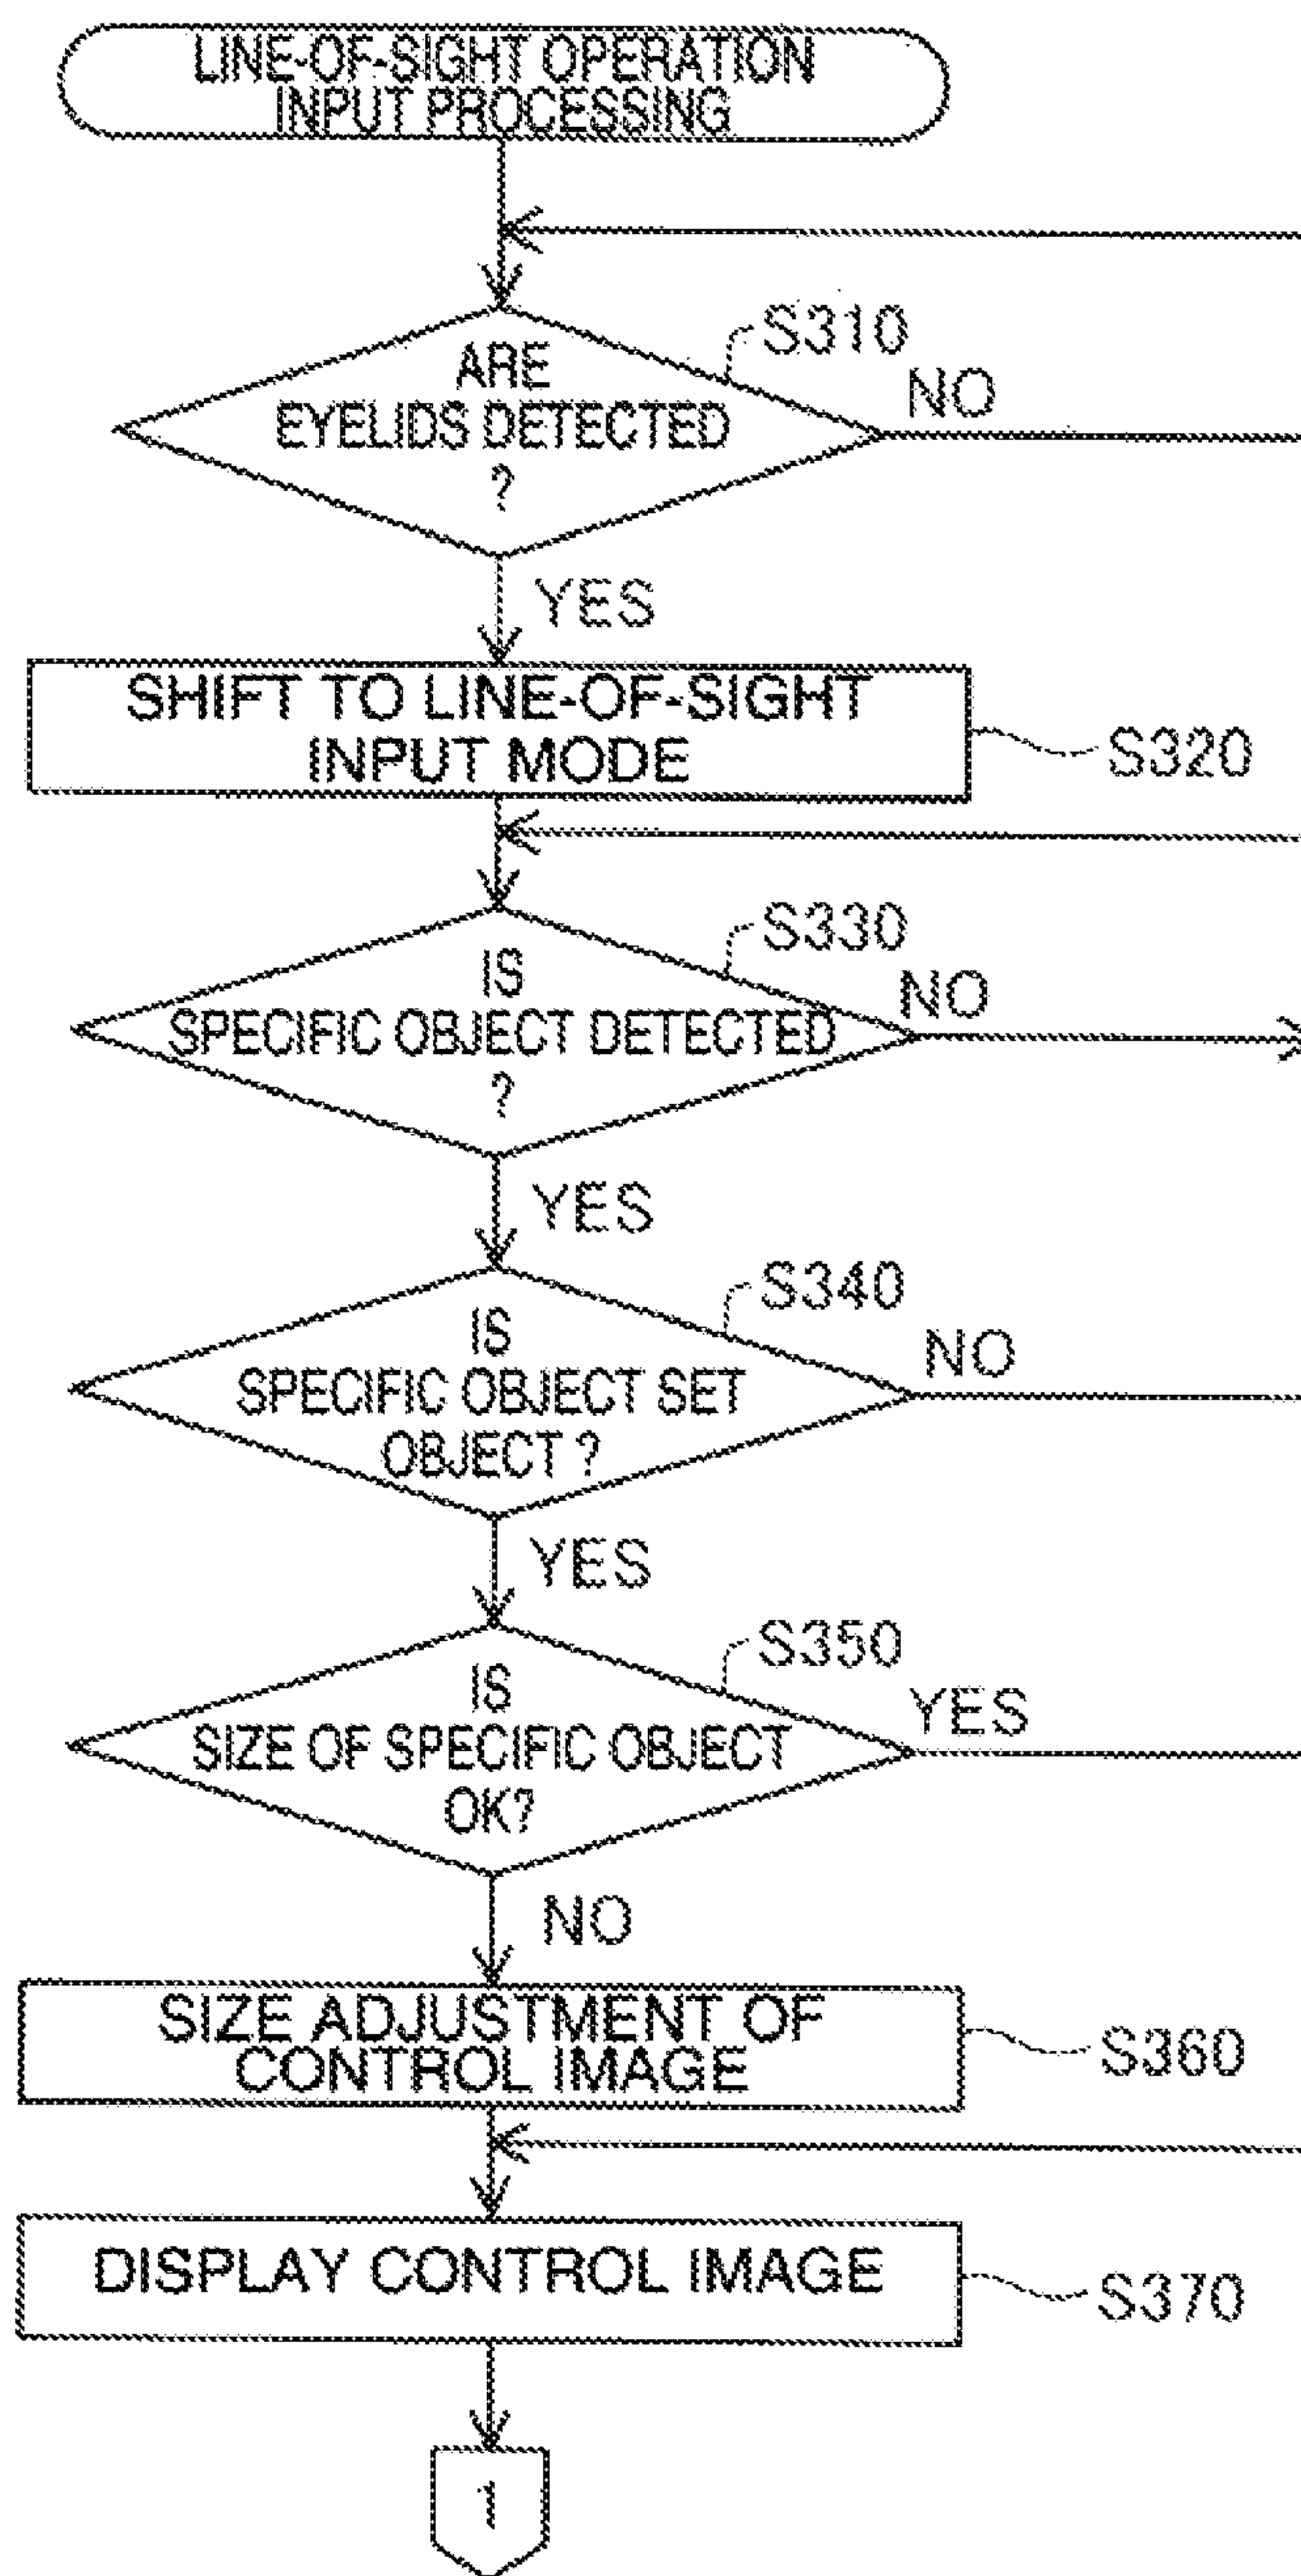 LINE-OF-SIGHT OPERATION
INPUT PROCESSING
S310
ARE
EYELIDS DETECTED
?
NO
YES
SHIFT TO LINE-OF-SIGHT
INPUT MODE
S320
S330
IS
SPECIFIC OBJECT DETECTED
?
NO
YES
S340
IS
SPECIFIC OBJECT SET
OBJECT ?
NO
YES
S350
IS
SIZE OF SPECIFIC OBJECT
OK?
YES
NO
SIZE ADJUSTMENT OF
CONTROL IMAGE
S360
DISPLAY CONTROL IMAGE
S370
1